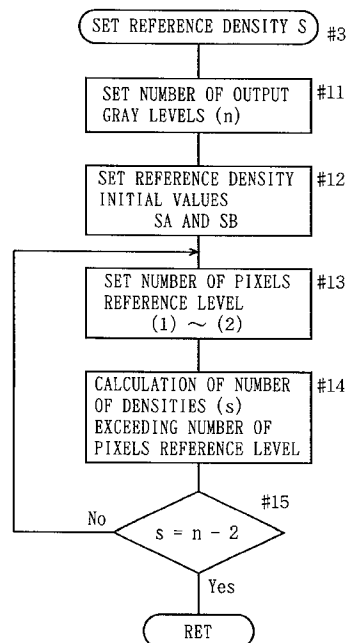 SET REFERENCE DENSITY S
#3
SET NUMBER OF OUTPUT
GRAY LEVELS (n)
#11
SET REFERENCE DENSITY
INITIAL VALUES
SA AND SB
#12
SET NUMBER OF PIXELS
REFERENCE LEVEL
(1) ~ (2)
#13
CALCULATION OF NUMBER
OF DENSITIES (s)
EXCEEDING NUMBER OF
PIXELS REFERENCE LEVEL
#14
#15
No
s = n - 2
Yes
RET